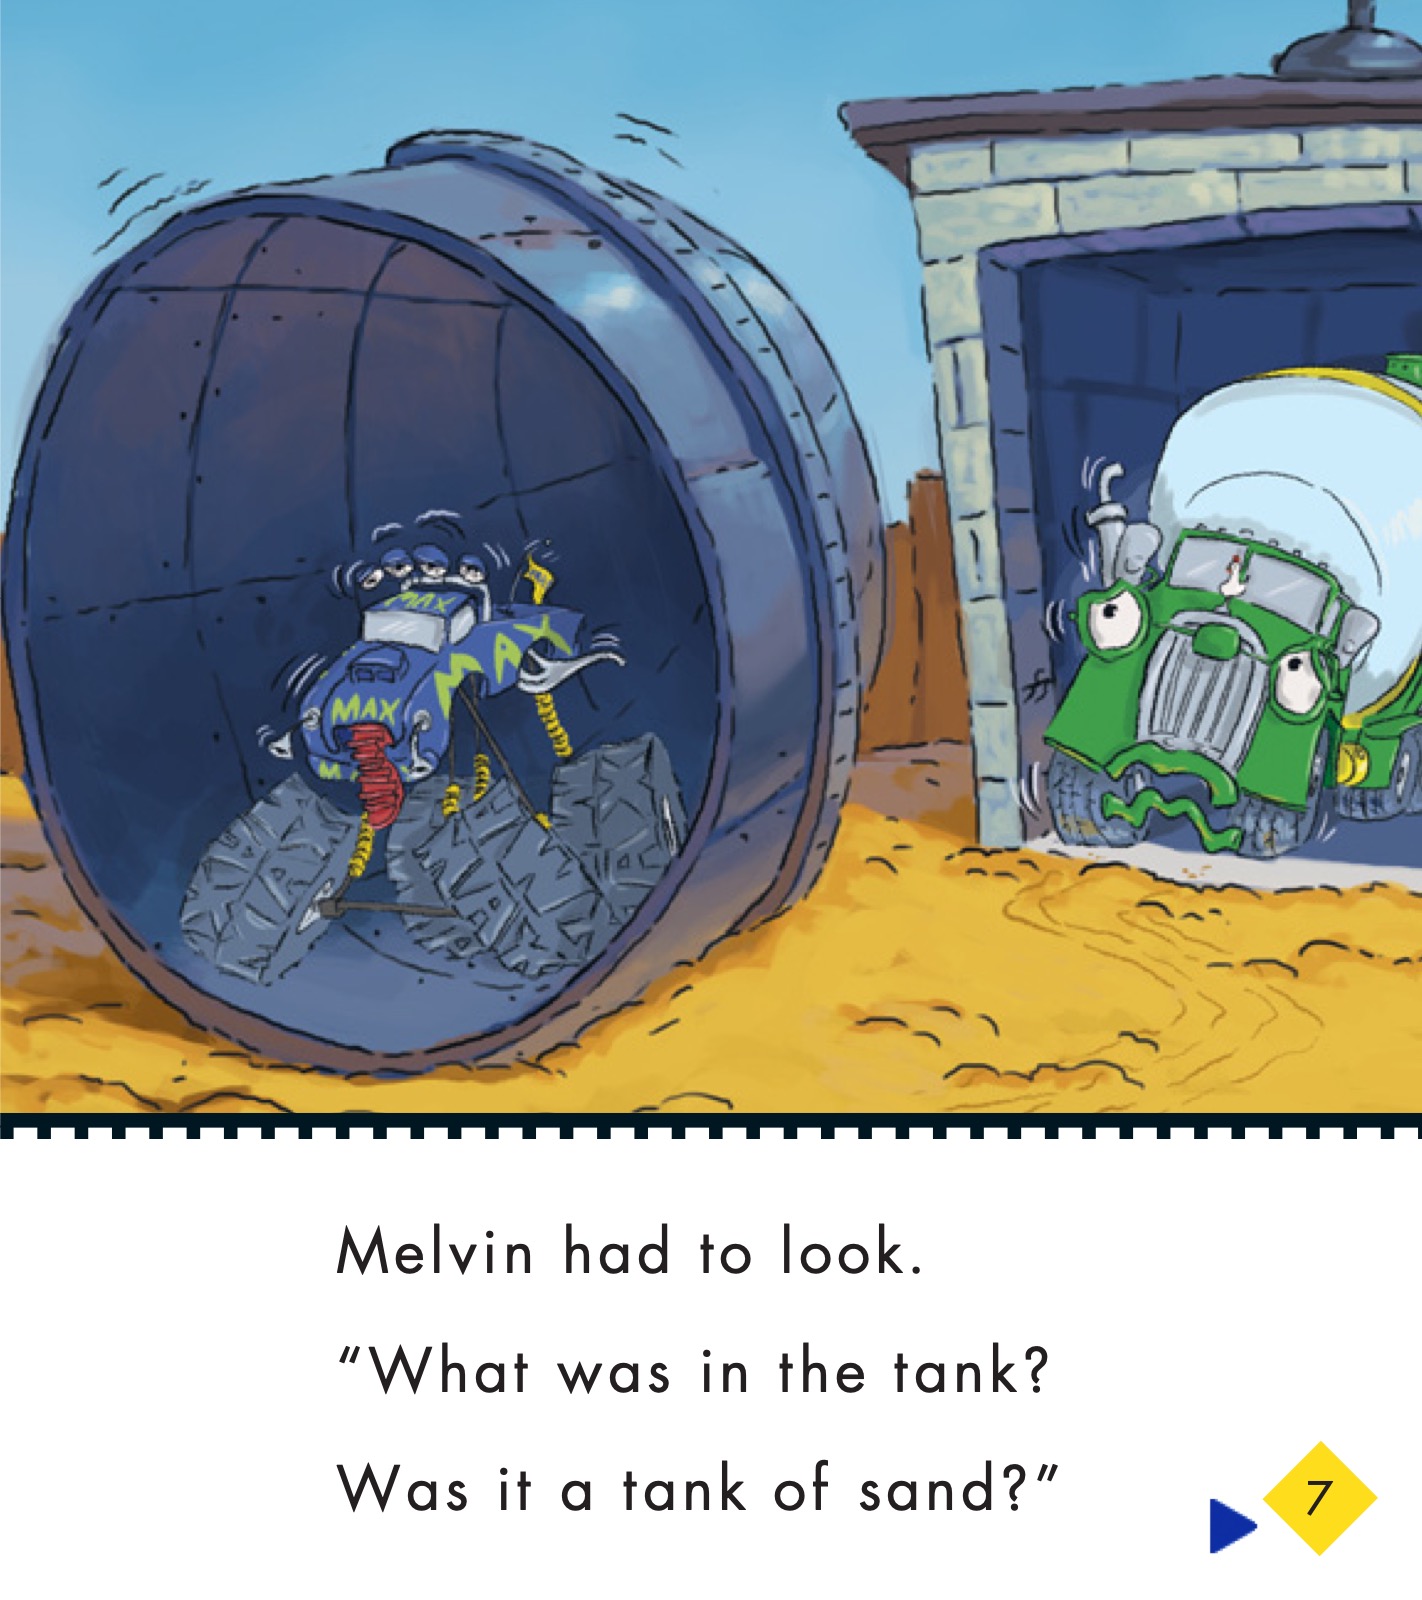 MAX
MAX
MAX
Melvin had to look.
“What was in the tank?
Was it a tank of sand?”
7